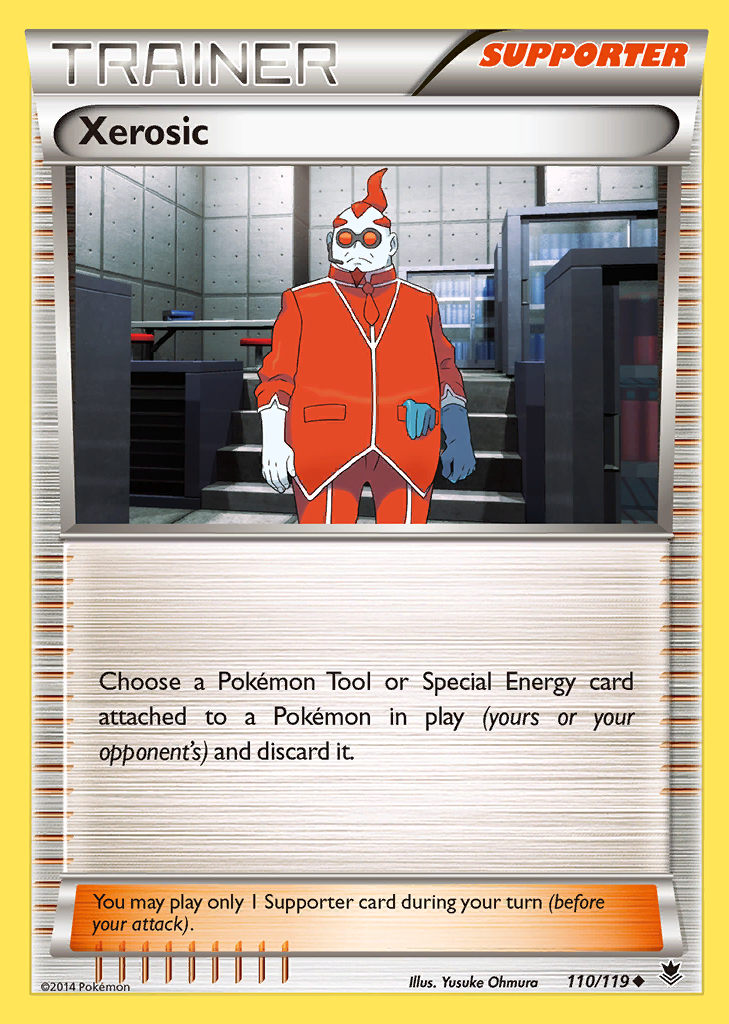 TRAINER
SUPPORTER
Xerosic
Choose a Pokémon Tool or Special Energy card
attached to a Pokémon in play (yours or your
opponent's) and discard it.
You may play only 1 Supporter card during your turn (before
your attack).
©2014 Pokémon
Illus. Yusuke Ohmura
110/119